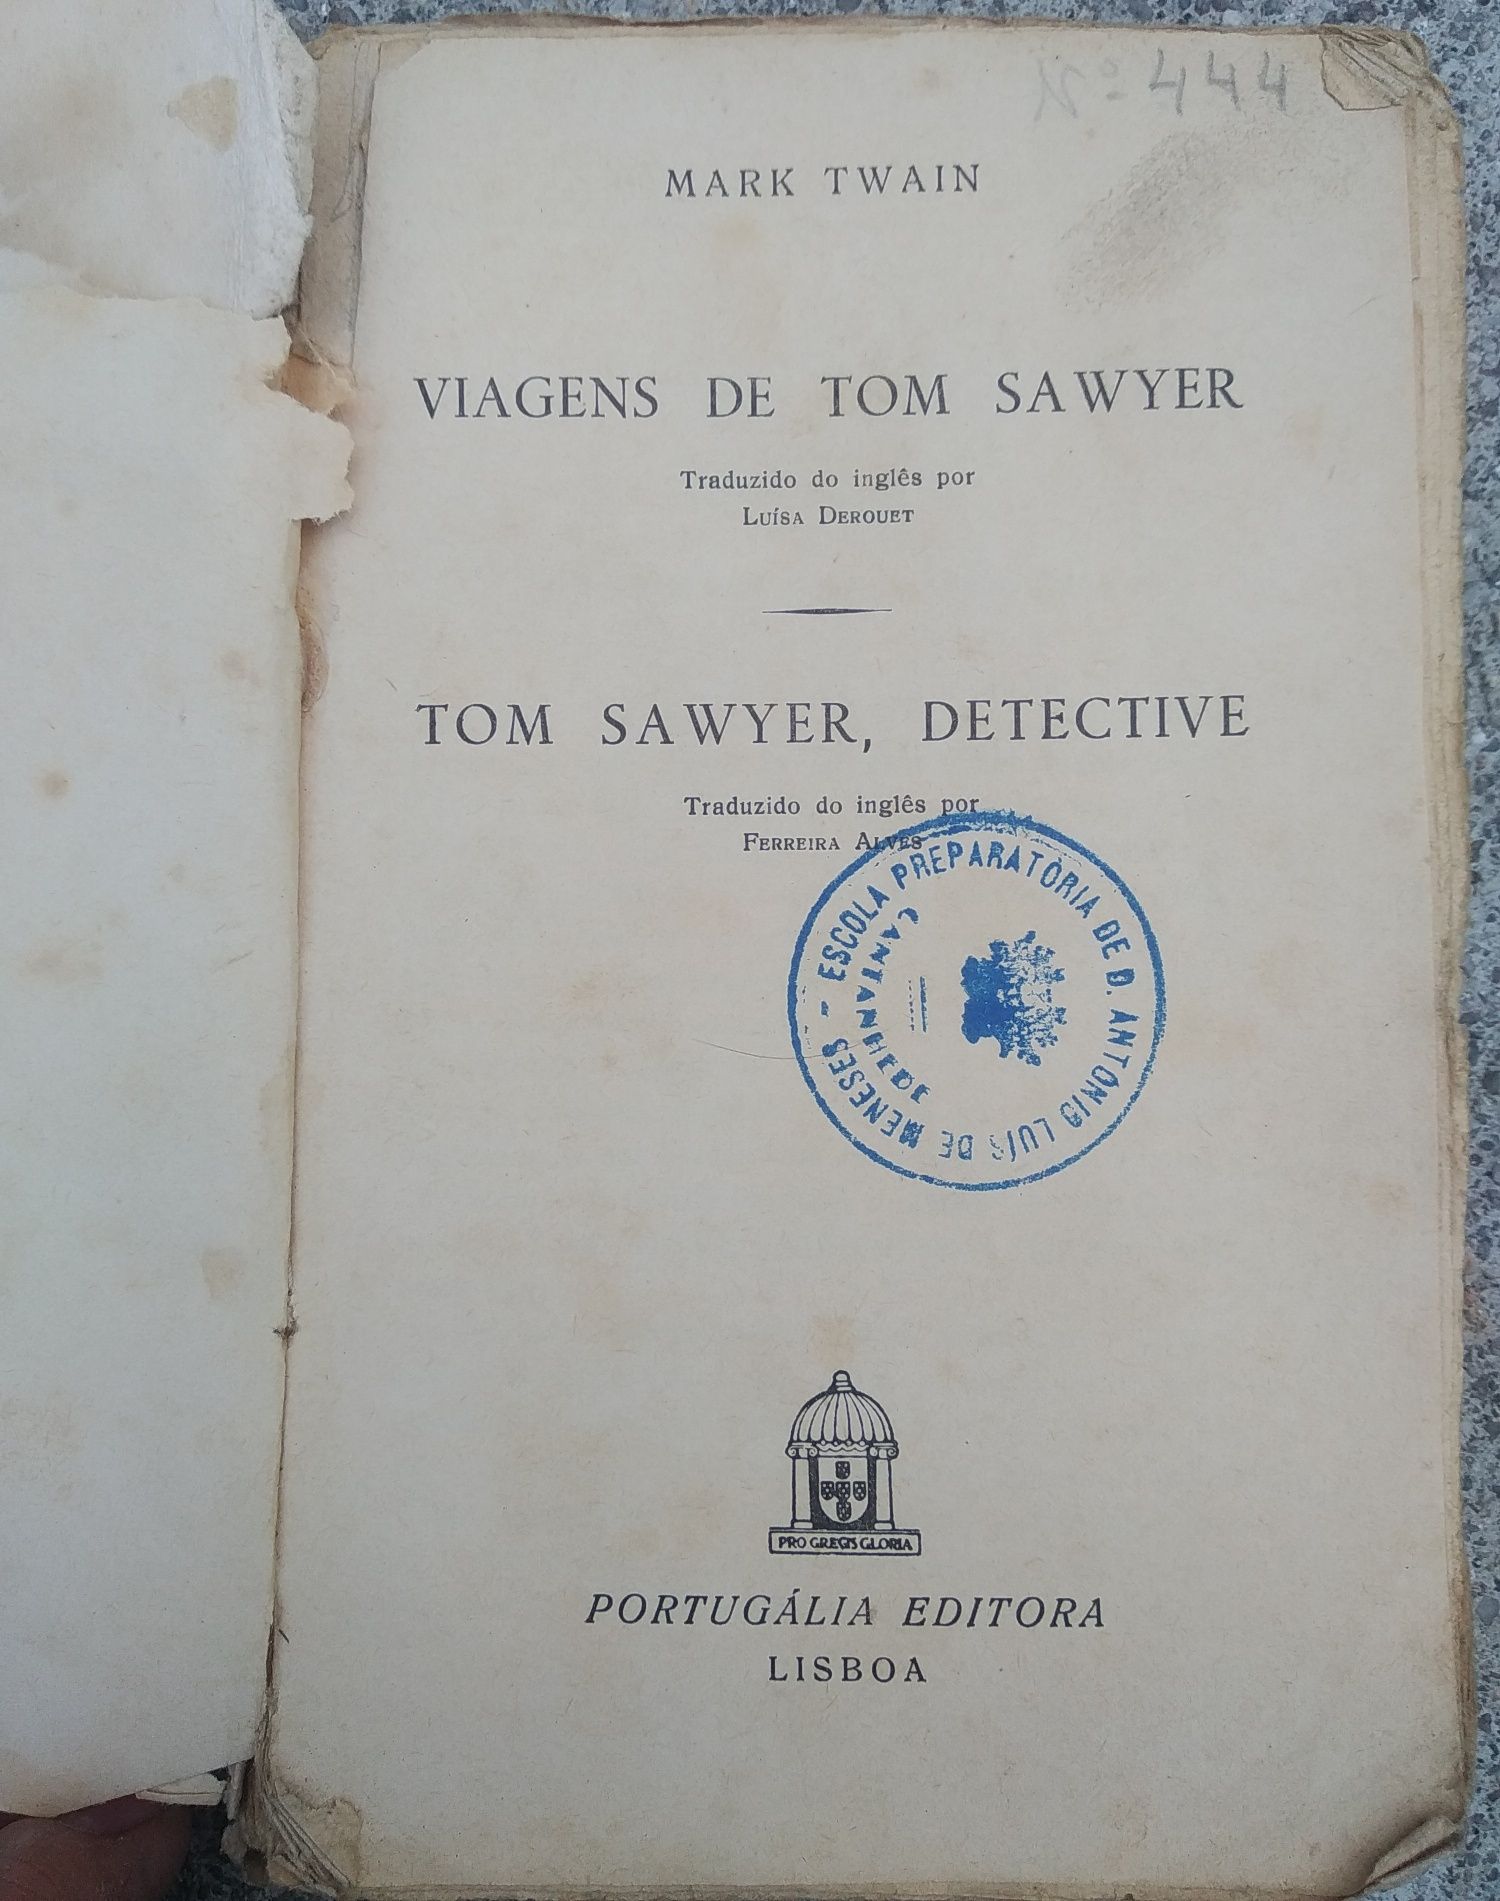 Nº 444
MARK TWAIN
VIAGENS DE TOM SAWYER
Traduzido do inglês por
LUÍSA DEROUET
TOM SAWYER, DETECTIVE
Traduzido do inglês por
FERREIRA ALVES
ESCOLA PREPARATÓRIA DE D. ANTÓNIO LUÍS DE MENESES -
CANTANHEDE
PRO GREGIS GLORIA
PORTUGÁLIA EDITORA
LISBOA